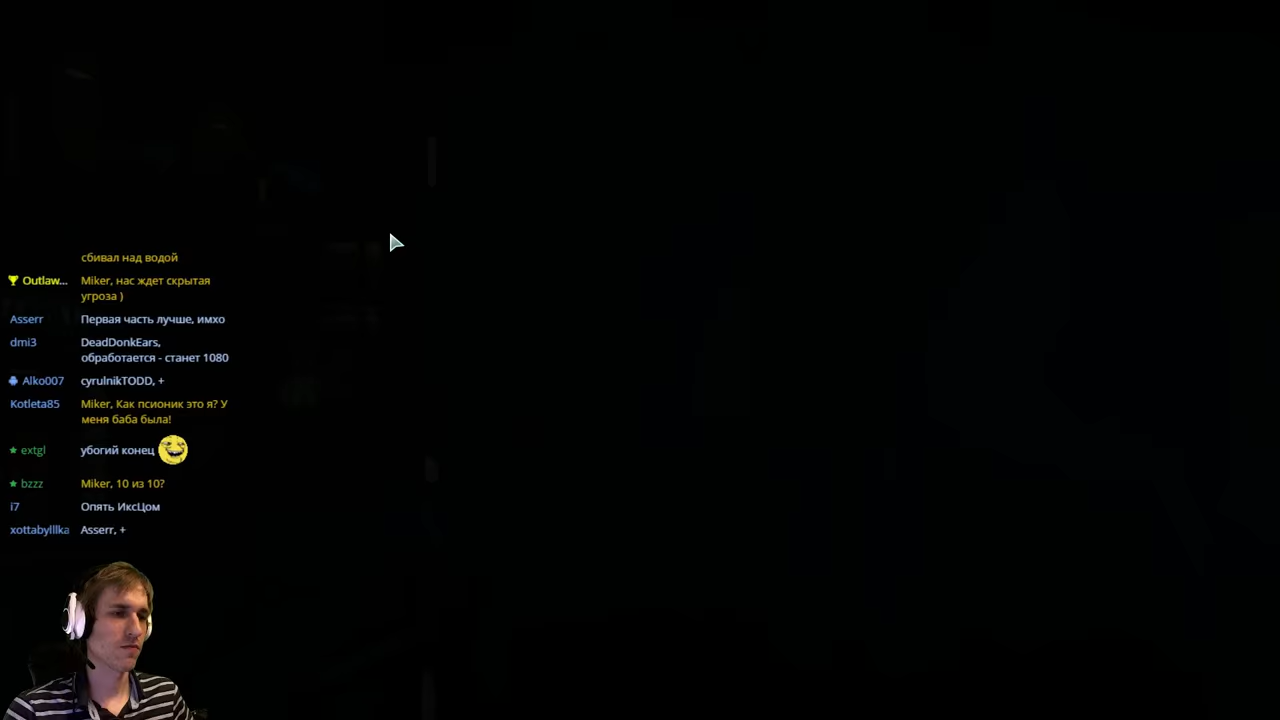 сбивал над водой
Outlaw... Miker, нас ждет скрытая
угроза )
Asserr Первая часть лучше, имхо
dmi3 DeadDonkEars,
обработается - станет 1080
Alko007 cyrulnikTODD, +
Kotleta85 Miker, Как псионик это я? У
меня баба была!
extgl убогий конец
bzzz Miker, 10 из 10?
i7 Опять ИксЦом
xottabylllka Asserr, +